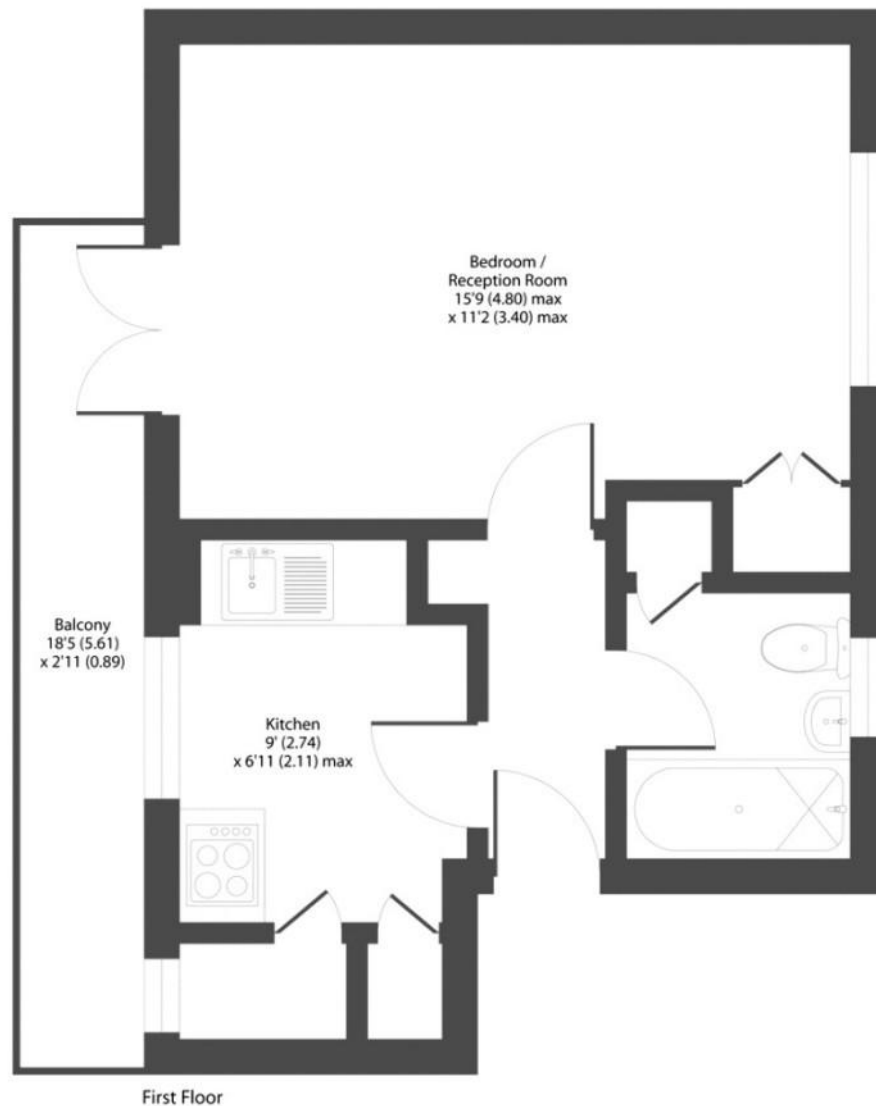 Bedroom /
Reception Room
15'9 (4.80) max
x 11'2 (3.40) max
Balcony
18'5 (5.61)
x 2'11 (0.89)
Kitchen
9' (2.74)
x 6'11 (2.11) max
First Floor